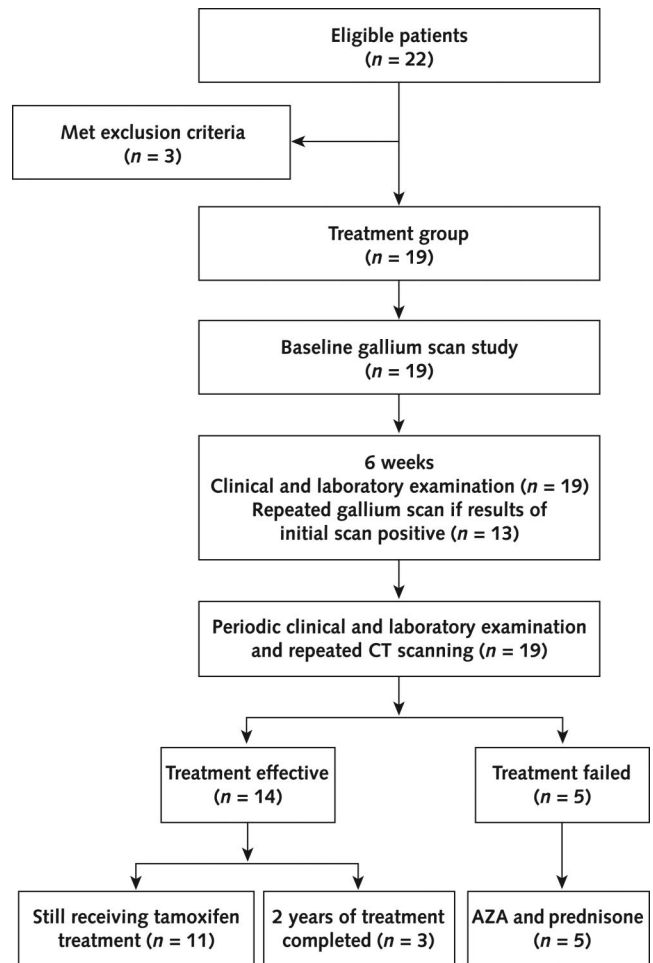 Eligible patients
(n = 22)
Met exclusion criteria
(n = 3)
Treatment group
(n = 19)
Baseline gallium scan study
(n = 19)
6 weeks
Clinical and laboratory examination (n = 19)
Repeated gallium scan if results of
initial scan positive (n = 13)
Periodic clinical and laboratory examination
and repeated CT scanning (n = 19)
Treatment effective
(n = 14)
Treatment failed
(n = 5)
Still receiving tamoxifen
treatment (n = 11)
2 years of treatment
completed (n = 3)
AZA and prednisone
(n = 5)